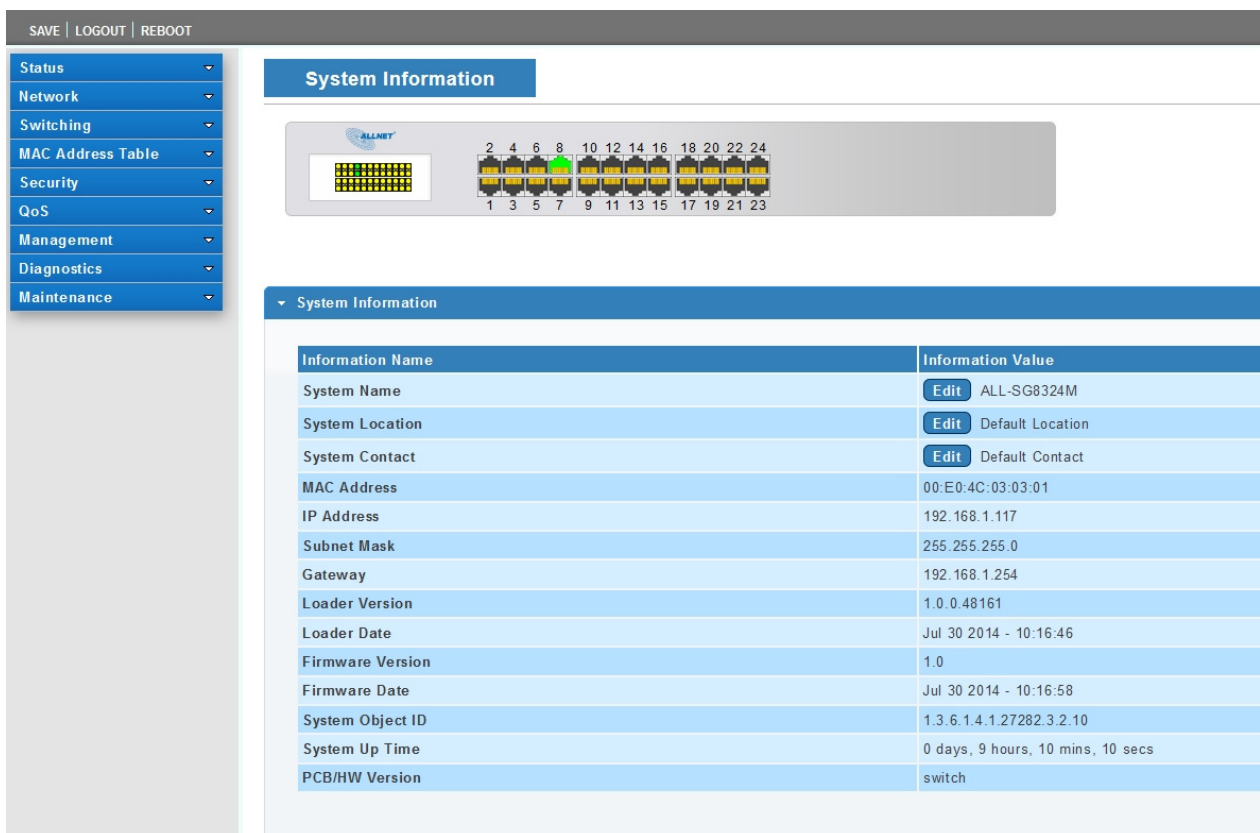 SAVE | LOGOUT | REBOOT
Status
Network
Switching
MAC Address Table
Security
QoS
Management
Diagnostics
Maintenance
System Information
ALLNET
2 4 6 8 10 12 14 16 18 20 22 24
1 3 5 7 9 11 13 15 17 19 21 23
System Information
Information Name Information Value
System Name Edit ALL-SG8324M
System Location Edit Default Location
System Contact Edit Default Contact
MAC Address 00:E0:4C:03:03:01
IP Address 192.168.1.117
Subnet Mask 255.255.255.0
Gateway 192.168.1.254
Loader Version 1.0.0.48161
Loader Date Jul 30 2014 - 10:16:46
Firmware Version 1.0
Firmware Date Jul 30 2014 - 10:16:58
System Object ID 1.3.6.1.4.1.27282.3.2.10
System Up Time 0 days, 9 hours, 10 mins, 10 secs
PCB/HW Version switch